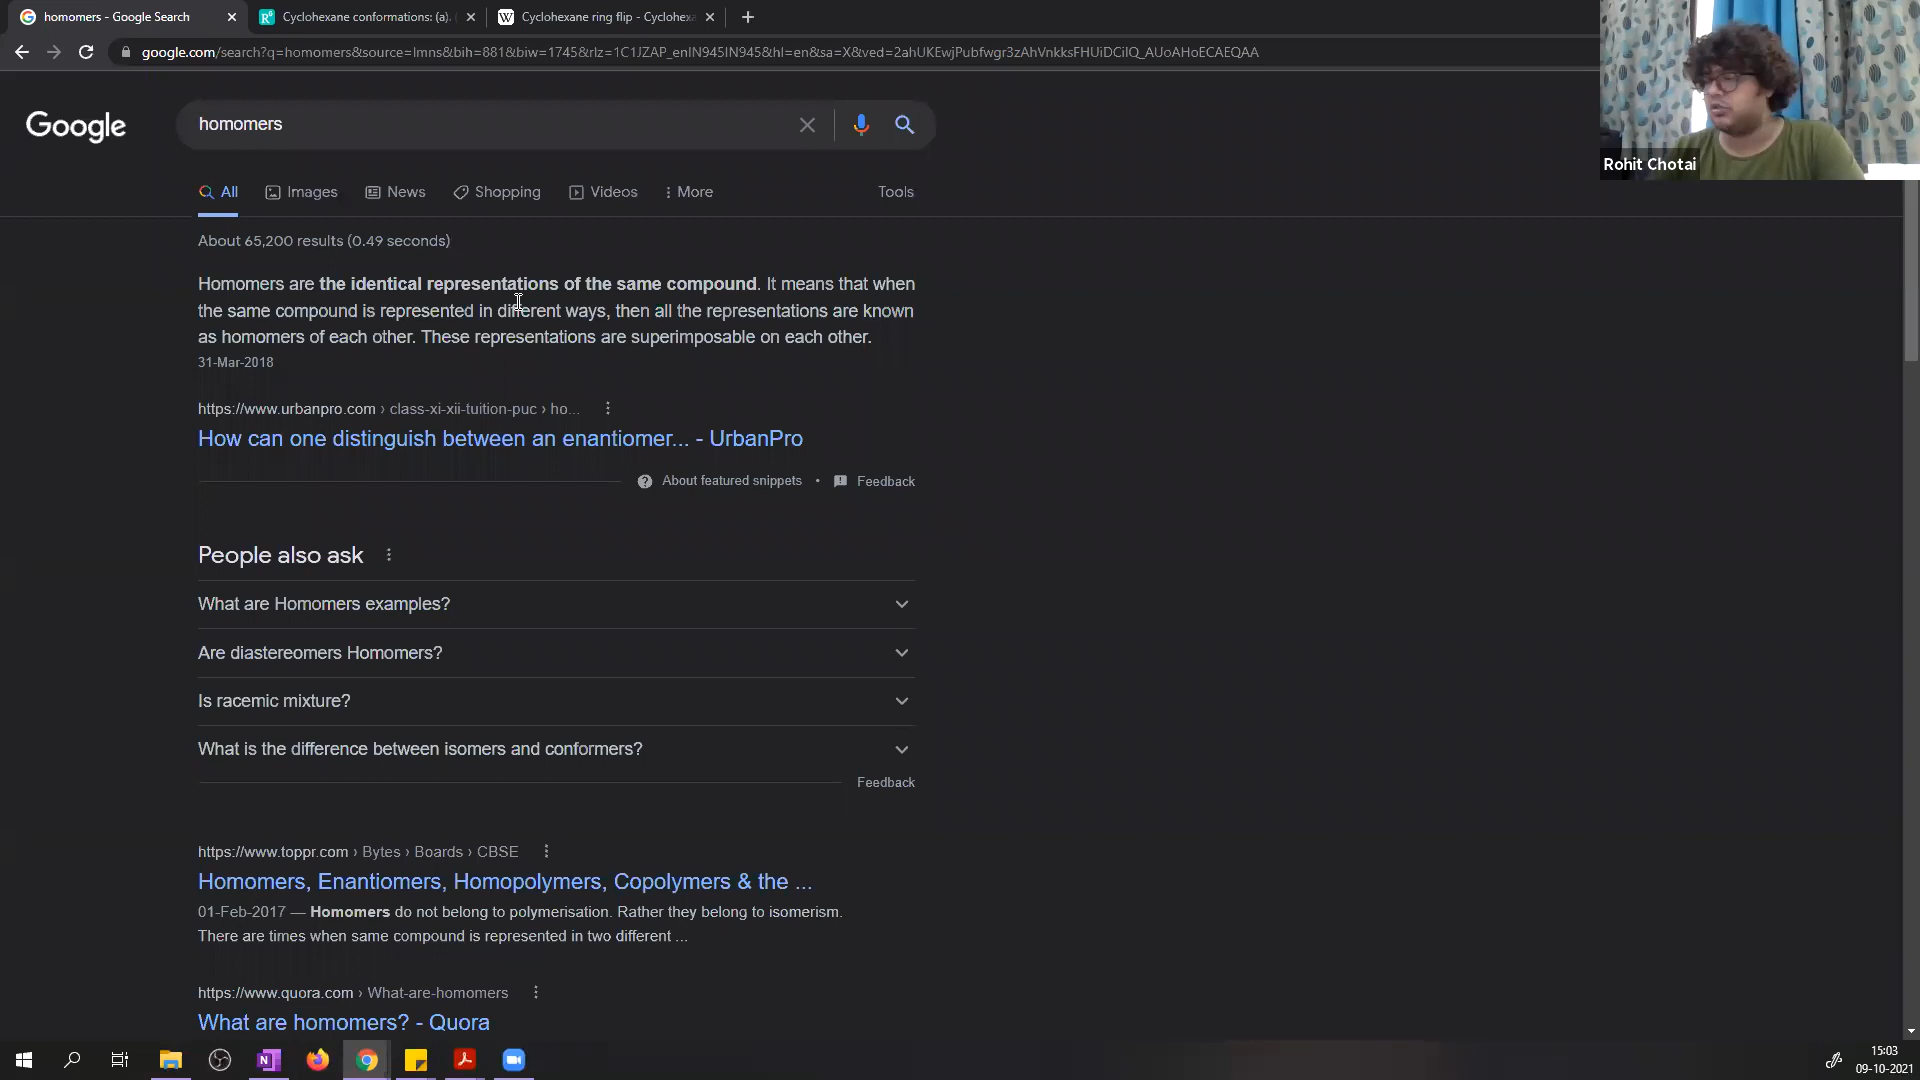 homomers - Google Search
Cyclohexane conformations: (a).
Cyclohexane ring flip - Cyclohexa
google.com/search?q=homomers&source=lmns&bih=881&biw=1745&rlz=1C1JZAP_enIN945IN945&hl=en&sa=X&ved=2ahUKEwjPubfwgr3zAhVnkksFHUiDCiIQ_AUoAHoECAEQAA
Google
homomers
Rohit Chotai
All Images News Shopping Videos More Tools
About 65,200 results (0.49 seconds)
Homomers are the identical representations of the same compound. It means that when
the same compound is represented in different ways, then all the representations are known
as homomers of each other. These representations are superimposable on each other.
31-Mar-2018
https://www.urbanpro.com › class-xi-xii-tuition-puc › ho...
How can one distinguish between an enantiomer... - UrbanPro
About featured snippets • Feedback
People also ask
What are Homomers examples?
Are diastereomers Homomers?
Is racemic mixture?
What is the difference between isomers and conformers?
Feedback
https://www.toppr.com › Bytes › Boards › CBSE
Homomers, Enantiomers, Homopolymers, Copolymers & the ...
01-Feb-2017 — Homomers do not belong to polymerisation. Rather they belong to isomerism.
There are times when same compound is represented in two different ...
https://www.quora.com › What-are-homomers
What are homomers? - Quora
15:03
09-10-2021